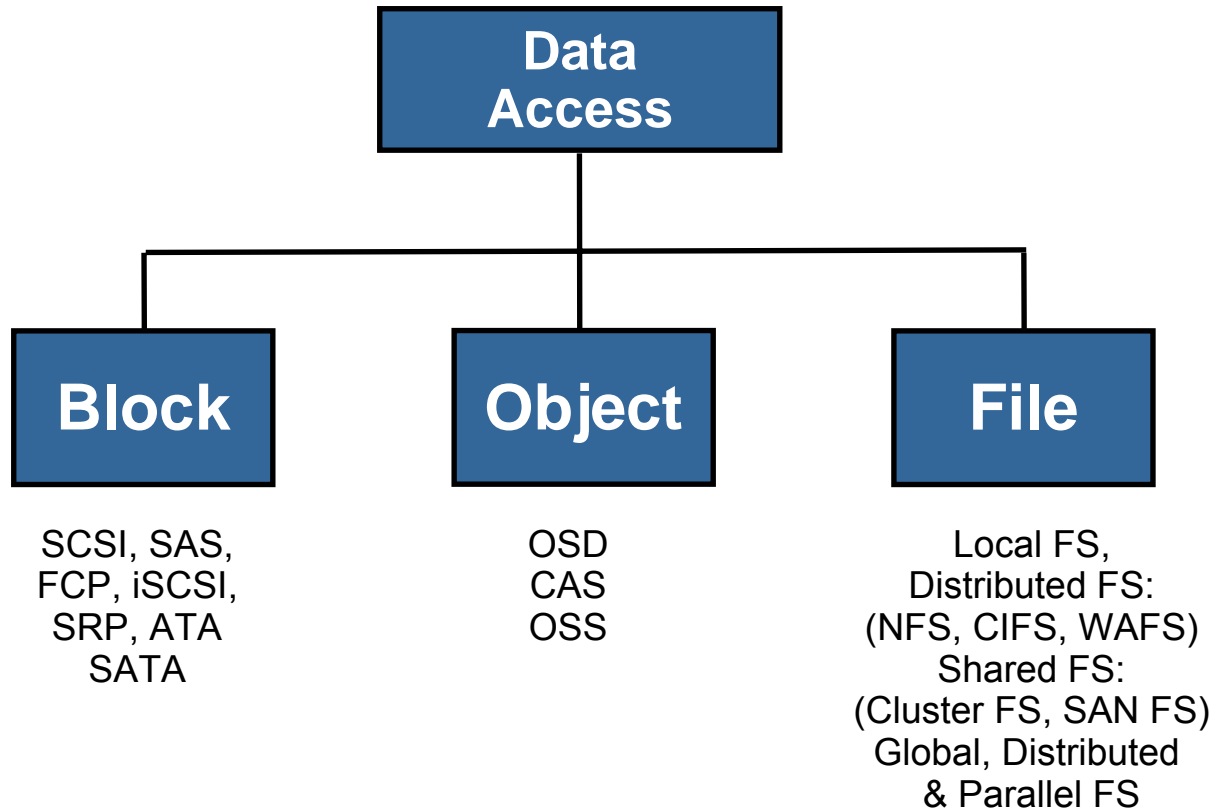 Data
Access
Block
Object
File
SCSI, SAS,
FCP, iSCSI,
SRP, ATA
SATA
OSD
CAS
OSS
Local FS,
Distributed FS:
(NFS, CIFS, WAFS)
Shared FS:
(Cluster FS, SAN FS)
Global, Distributed
& Parallel FS